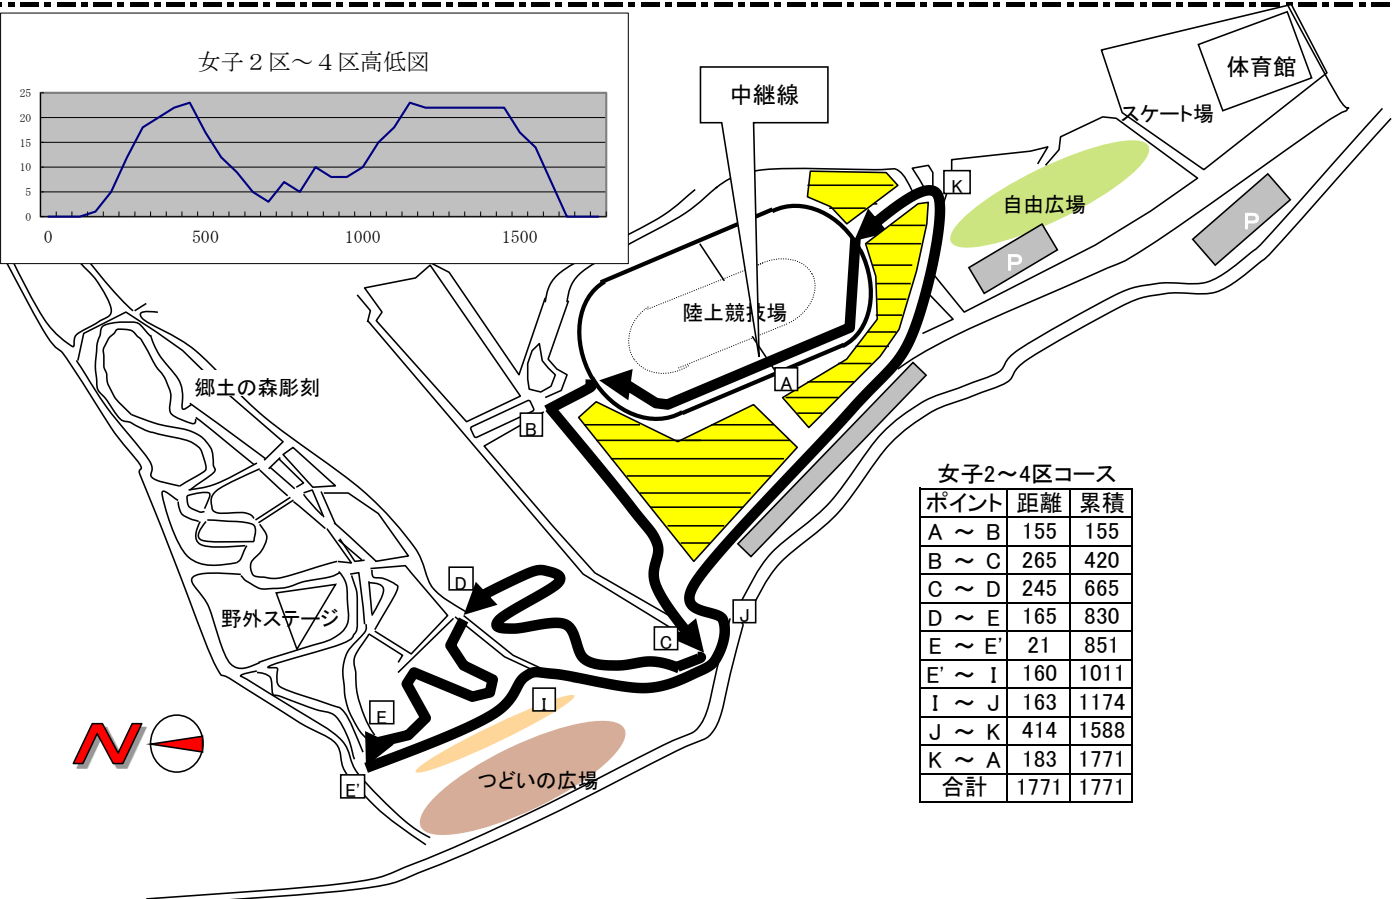 女子２区～４区高低図
25
20
15
10
5
0
0 500 1000 1500
中継線
体育館
スケート場
K
自由広場
P
P
陸上競技場
A
郷土の森彫刻
B
D
野外ステージ
C
J
I
E
E'
つどいの広場
N
女子2～4区コース
ポイント 距離 累積
A ～ B 155 155
B ～ C 265 420
C ～ D 245 665
D ～ E 165 830
E ～ E' 21 851
E' ～ I 160 1011
I ～ J 163 1174
J ～ K 414 1588
K ～ A 183 1771
合計 1771 1771